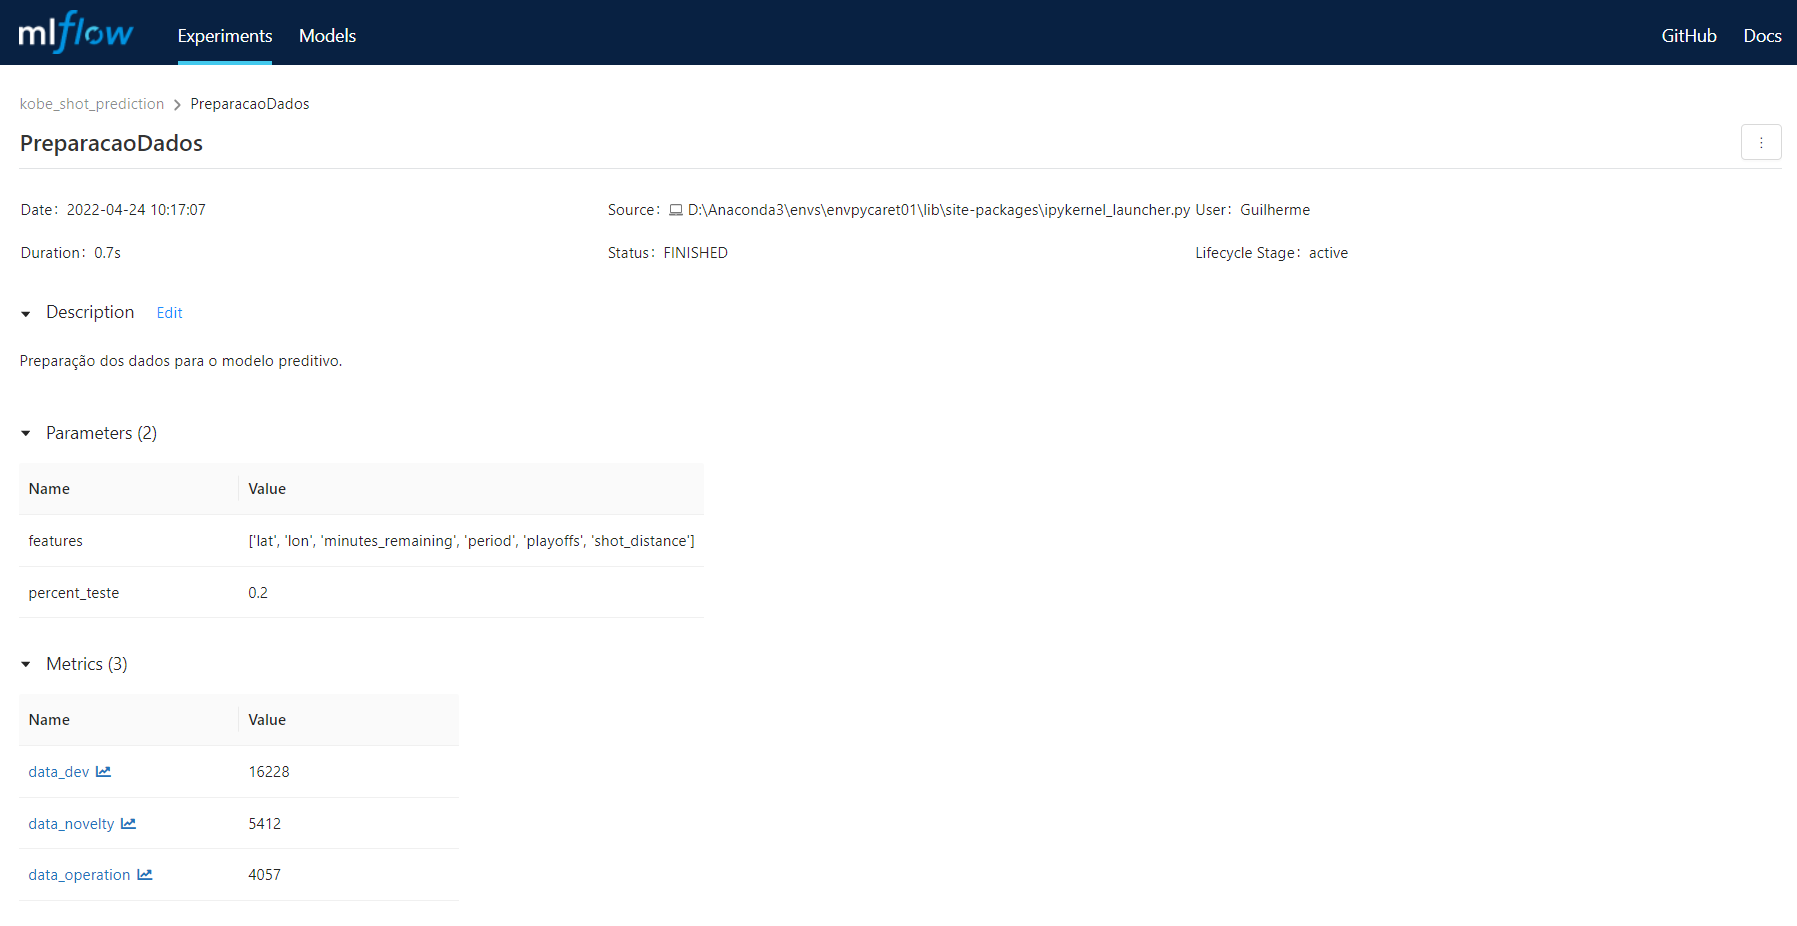 mlflow Experiments Models GitHub Docs
kobe_shot_prediction > PreparacaoDados
PreparacaoDados
Date: 2022-04-24 10:17:07 Source: D:\Anaconda3\envs\envpycaret01\lib\site-packages\ipykernel_launcher.py User: Guilherme
Duration: 0.7s Status: FINISHED Lifecycle Stage: active
Description Edit
Preparação dos dados para o modelo preditivo.
Parameters (2)
Name Value
features ['lat', 'lon', 'minutes_remaining', 'period', 'playoffs', 'shot_distance']
percent_teste 0.2
Metrics (3)
Name Value
data_dev 16228
data_novelty 5412
data_operation 4057